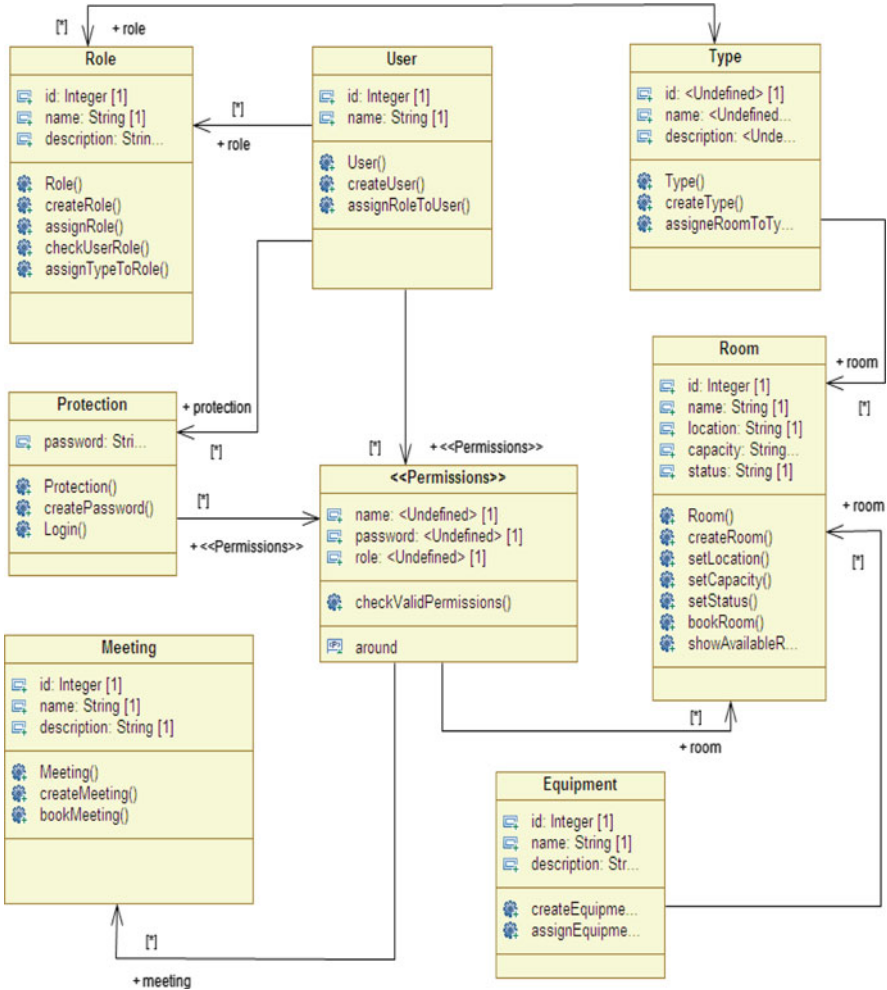 [*] + role
Role
id: Integer [1]
name: String [1]
description: Strin...
Role()
createRole()
assignRole()
checkUserRole()
assignTypeToRole()
[*]
+ role
User
id: Integer [1]
name: String [1]
User()
createUser()
assignRoleToUser()
Type
id: <Undefined> [1]
name: <Undefined...
description: <Unde...
Type()
createType()
assigneRoomToTy...
+ room
[*]
Protection
password: Stri...
Protection()
createPassword()
Login()
+ protection
[*]
[*]
+ <<Permissions>>
[*]
+<<Permissions>>
<<Permissions>>
name: <Undefined> [1]
password: <Undefined> [1]
role: <Undefined> [1]
checkValidPermissions()
(P) around
Room
id: Integer [1]
name: String [1]
location: String [1]
capacity: String...
status: String [1]
Room()
createRoom()
setLocation()
setCapacity()
setStatus()
bookRoom()
showAvailableR...
+ room
[*]
Meeting
id: Integer [1]
name: String [1]
description: String [1]
Meeting()
createMeeting()
bookMeeting()
[*]
+ meeting
[*]
+ room
Equipment
id: Integer [1]
name: String [1]
description: Str...
createEquipme...
assignEquipme...